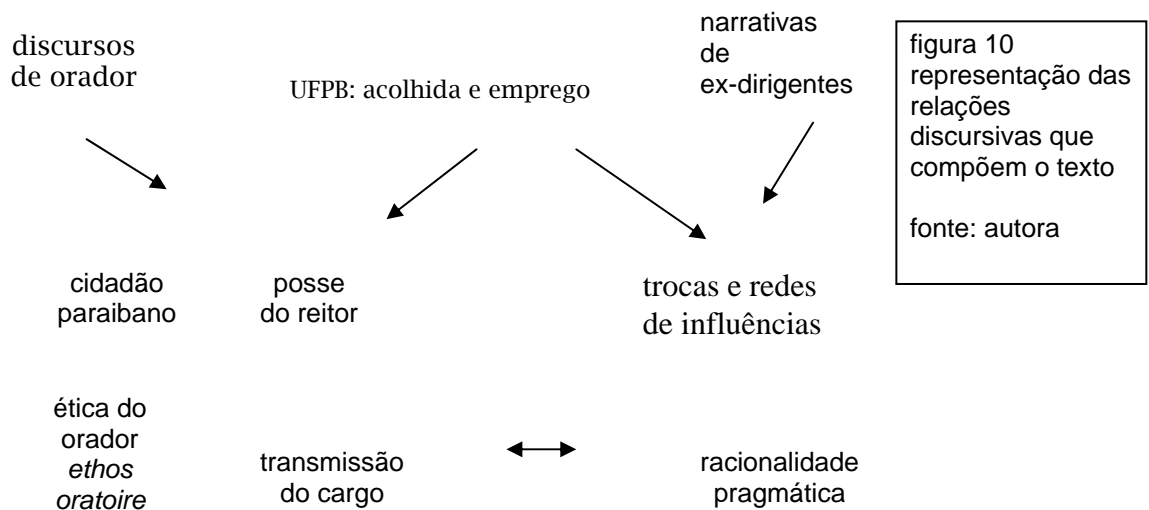 discursos
de orador
UFPB: acolhida e emprego
narrativas
de
ex-dirigentes
figura 10
representação das
relações
discursivas que
compõem o texto
fonte: autora
cidadão
paraibano
posse
do reitor
trocas e redes
de influências
ética do
orador
ethos
oratoire
transmissão
do cargo
racionalidade
pragmática